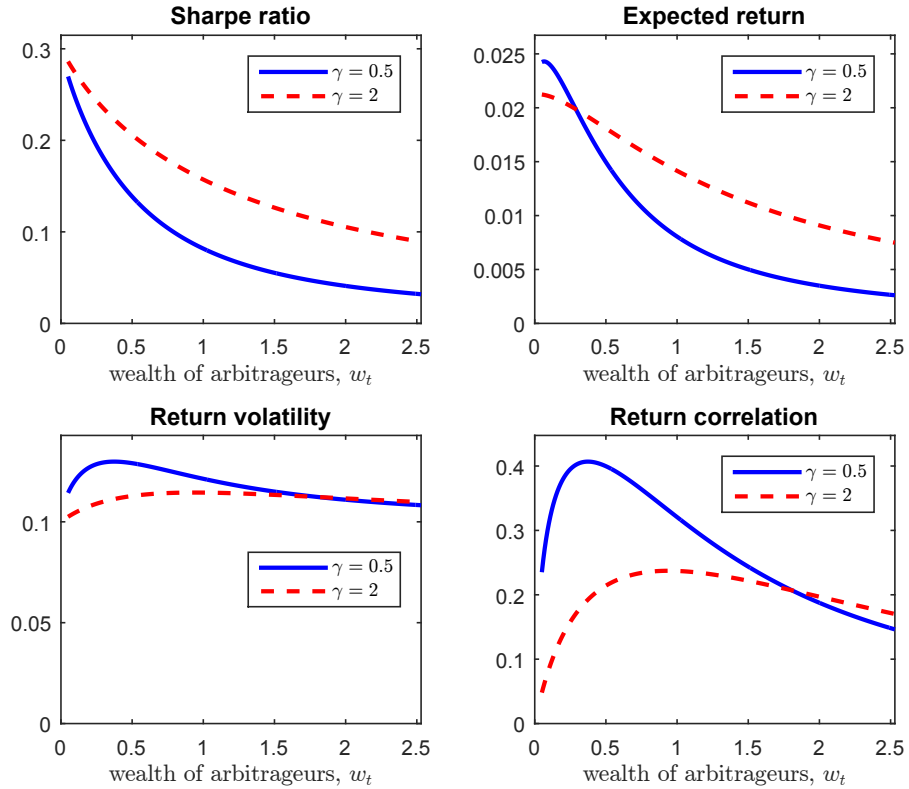 Sharpe ratio
0.3
0.2
0.1
0
0 0.5 1 1.5 2 2.5
wealth of arbitrageurs, w_t
γ = 0.5
γ = 2
Expected return
0.025
0.02
0.015
0.01
0.005
0
0 0.5 1 1.5 2 2.5
wealth of arbitrageurs, w_t
γ = 0.5
γ = 2
Return volatility
0.1
0.05
0
0 0.5 1 1.5 2 2.5
wealth of arbitrageurs, w_t
γ = 0.5
γ = 2
Return correlation
0.4
0.3
0.2
0.1
0
0 0.5 1 1.5 2 2.5
wealth of arbitrageurs, w_t
γ = 0.5
γ = 2